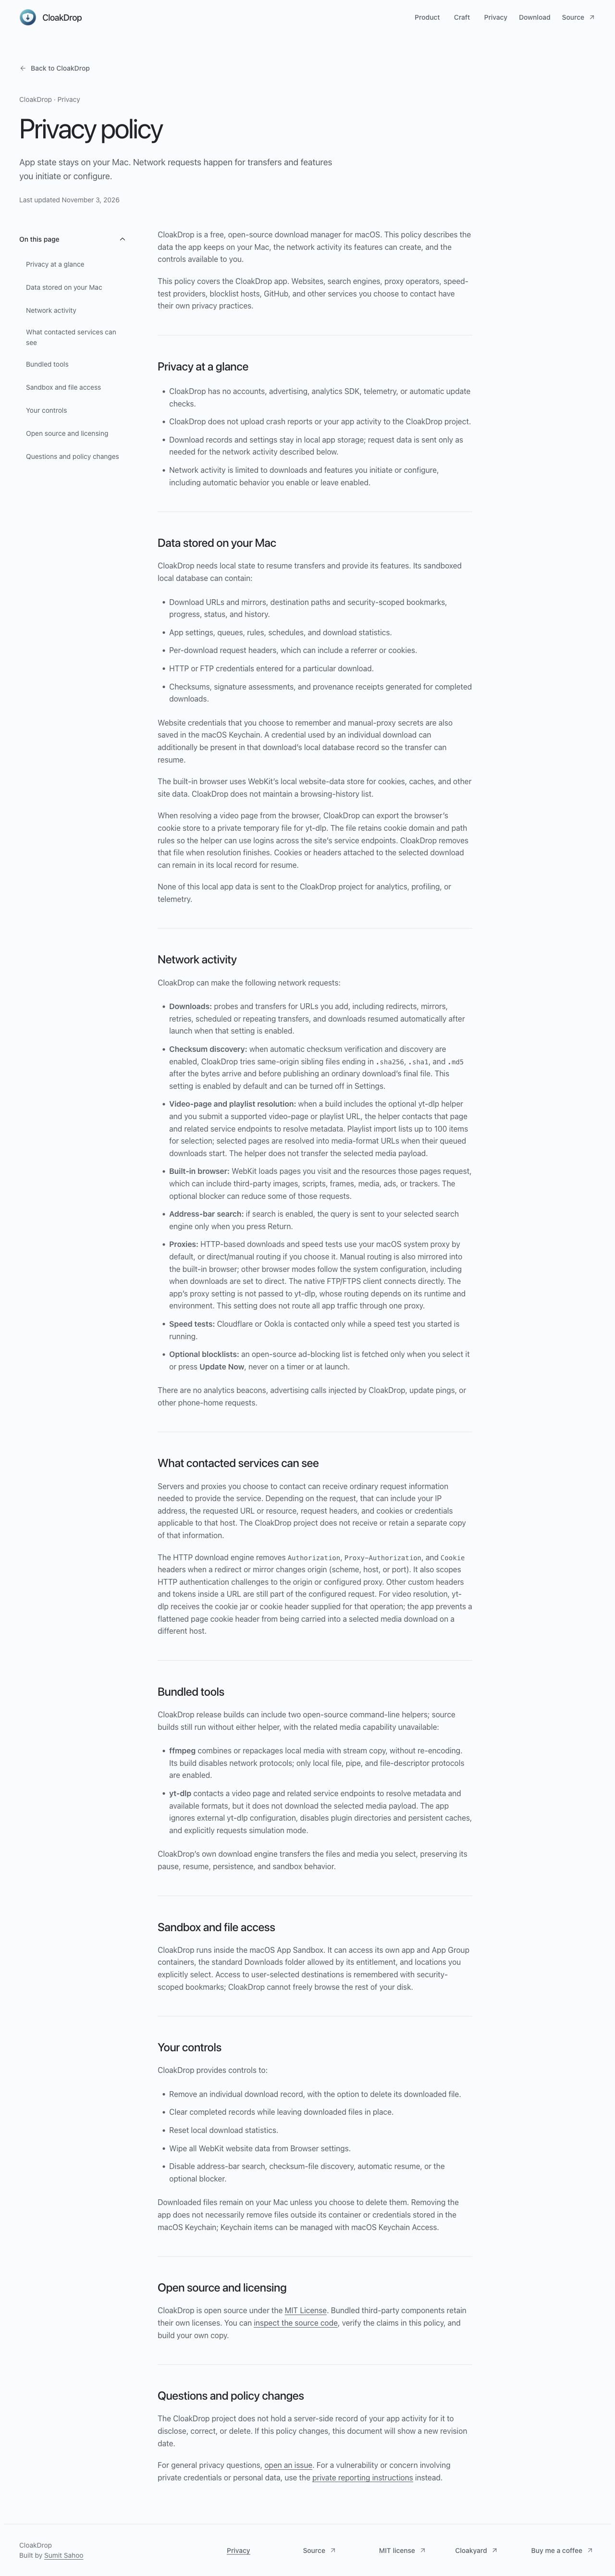 CloakDrop
Product Craft Privacy Download Source
Back to CloakDrop
CloakDrop · Privacy
Privacy policy
App state stays on your Mac. Network requests happen for transfers and features
you initiate or configure.
Last updated November 3, 2026
On this page
Privacy at a glance
Data stored on your Mac
Network activity
What contacted services can
see
Bundled tools
Sandbox and file access
Your controls
Open source and licensing
Questions and policy changes
CloakDrop is a free, open-source download manager for macOS. This policy describes the
data the app keeps on your Mac, the network activity its features can create, and the
controls available to you.
This policy covers the CloakDrop app. Websites, search engines, proxy operators, speed-
test providers, blocklist hosts, GitHub, and other services you choose to contact have
their own privacy practices.
Privacy at a glance
• CloakDrop has no accounts, advertising, analytics SDK, telemetry, or automatic update
checks.
• CloakDrop does not upload crash reports or your app activity to the CloakDrop project.
• Download records and settings stay in local app storage; request data is sent only as
needed for the network activity described below.
• Network activity is limited to downloads and features you initiate or configure,
including automatic behavior you enable or leave enabled.
Data stored on your Mac
CloakDrop needs local state to resume transfers and provide its features. Its sandboxed
local database can contain:
• Download URLs and mirrors, destination paths and security-scoped bookmarks,
progress, status, and history.
• App settings, queues, rules, schedules, and download statistics.
• Per-download request headers, which can include a referrer or cookies.
• HTTP or FTP credentials entered for a particular download.
• Checksums, signature assessments, and provenance receipts generated for completed
downloads.
Website credentials that you choose to remember and manual-proxy secrets are also
saved in the macOS Keychain. A credential used by an individual download can
additionally be present in that download's local database record so the transfer can
resume.
The built-in browser uses WebKit's local website-data store for cookies, caches, and other
site data. CloakDrop does not maintain a browsing-history list.
When resolving a video page from the browser, CloakDrop can export the browser's
cookie store to a private temporary file for yt-dlp. The file retains cookie domain and path
rules so the helper can use logins across the site's service endpoints. CloakDrop removes
that file when resolution finishes. Cookies or headers attached to the selected download
can remain in its local record for resume.
None of this local app data is sent to the CloakDrop project for analytics, profiling, or
telemetry.
Network activity
CloakDrop can make the following network requests:
• Downloads: probes and transfers for URLs you add, including redirects, mirrors,
retries, scheduled or repeating transfers, and downloads resumed automatically after
launch when that setting is enabled.
• Checksum discovery: when automatic checksum verification and discovery are
enabled, CloakDrop tries same-origin sibling files ending in .sha256, .sha1, and .md5
after the bytes arrive and before publishing an ordinary download's final file. This
setting is enabled by default and can be turned off in Settings.
• Video-page and playlist resolution: when a build includes the optional yt-dlp helper
and you submit a supported video-page or playlist URL, the helper contacts that page
and related service endpoints to resolve metadata. Playlist import lists up to 100 items
for selection; selected pages are resolved into media-format URLs when their queued
downloads start. The helper does not transfer the selected media payload.
• Built-in browser: WebKit loads pages you visit and the resources those pages request,
which can include third-party images, scripts, frames, media, ads, or trackers. The
optional blocker can reduce some of those requests.
• Address-bar search: if search is enabled, the query is sent to your selected search
engine only when you press Return.
• Proxies: HTTP-based downloads and speed tests use your macOS system proxy by
default, or direct/manual routing if you choose it. Manual routing is also mirrored into
the built-in browser; other browser modes follow the system configuration, including
when downloads are set to direct. The native FTP/FTPS client connects directly. The
app's proxy setting is not passed to yt-dlp, whose routing depends on its runtime and
environment. This setting does not route all app traffic through one proxy.
• Speed tests: Cloudflare or Ookla is contacted only while a speed test you started is
running.
• Optional blocklists: an open-source ad-blocking list is fetched only when you select it
or press Update Now, never on a timer or at launch.
There are no analytics beacons, advertising calls injected by CloakDrop, update pings, or
other phone-home requests.
What contacted services can see
Servers and proxies you choose to contact can receive ordinary request information
needed to provide the service. Depending on the request, that can include your IP
address, the requested URL or resource, request headers, and cookies or credentials
applicable to that host. The CloakDrop project does not receive or retain a separate copy
of that information.
The HTTP download engine removes Authorization, Proxy-Authorization, and Cookie
headers when a redirect or mirror changes origin (scheme, host, or port). It also scopes
HTTP authentication challenges to the origin or configured proxy. Other custom headers
and tokens inside a URL are still part of the configured request. For video resolution, yt-
dlp receives the cookie jar or cookie header supplied for that operation; the app prevents a
flattened page cookie header from being carried into a selected media download on a
different host.
Bundled tools
CloakDrop release builds can include two open-source command-line helpers; source
builds still run without either helper, with the related media capability unavailable:
• ffmpeg combines or repackages local media with stream copy, without re-encoding.
Its build disables network protocols; only local file, pipe, and file-descriptor protocols
are enabled.
• yt-dlp contacts a video page and related service endpoints to resolve metadata and
available formats, but it does not download the selected media payload. The app
ignores external yt-dlp configuration, disables plugin directories and persistent caches,
and explicitly requests simulation mode.
CloakDrop's own download engine transfers the files and media you select, preserving its
pause, resume, persistence, and sandbox behavior.
Sandbox and file access
CloakDrop runs inside the macOS App Sandbox. It can access its own app and App Group
containers, the standard Downloads folder allowed by its entitlement, and locations you
explicitly select. Access to user-selected destinations is remembered with security-
scoped bookmarks; CloakDrop cannot freely browse the rest of your disk.
Your controls
CloakDrop provides controls to:
• Remove an individual download record, with the option to delete its downloaded file.
• Clear completed records while leaving downloaded files in place.
• Reset local download statistics.
• Wipe all WebKit website data from Browser settings.
• Disable address-bar search, checksum-file discovery, automatic resume, or the
optional blocker.
Downloaded files remain on your Mac unless you choose to delete them. Removing the
app does not necessarily remove files outside its container or credentials stored in the
macOS Keychain; Keychain items can be managed with macOS Keychain Access.
Open source and licensing
CloakDrop is open source under the MIT License. Bundled third-party components retain
their own licenses. You can inspect the source code, verify the claims in this policy, and
build your own copy.
Questions and policy changes
The CloakDrop project does not hold a server-side record of your app activity for it to
disclose, correct, or delete. If this policy changes, this document will show a new revision
date.
For general privacy questions, open an issue. For a vulnerability or concern involving
private credentials or personal data, use the private reporting instructions instead.
CloakDrop
Built by Sumit Sahoo
Privacy Source MIT license Cloakyard Buy me a coffee